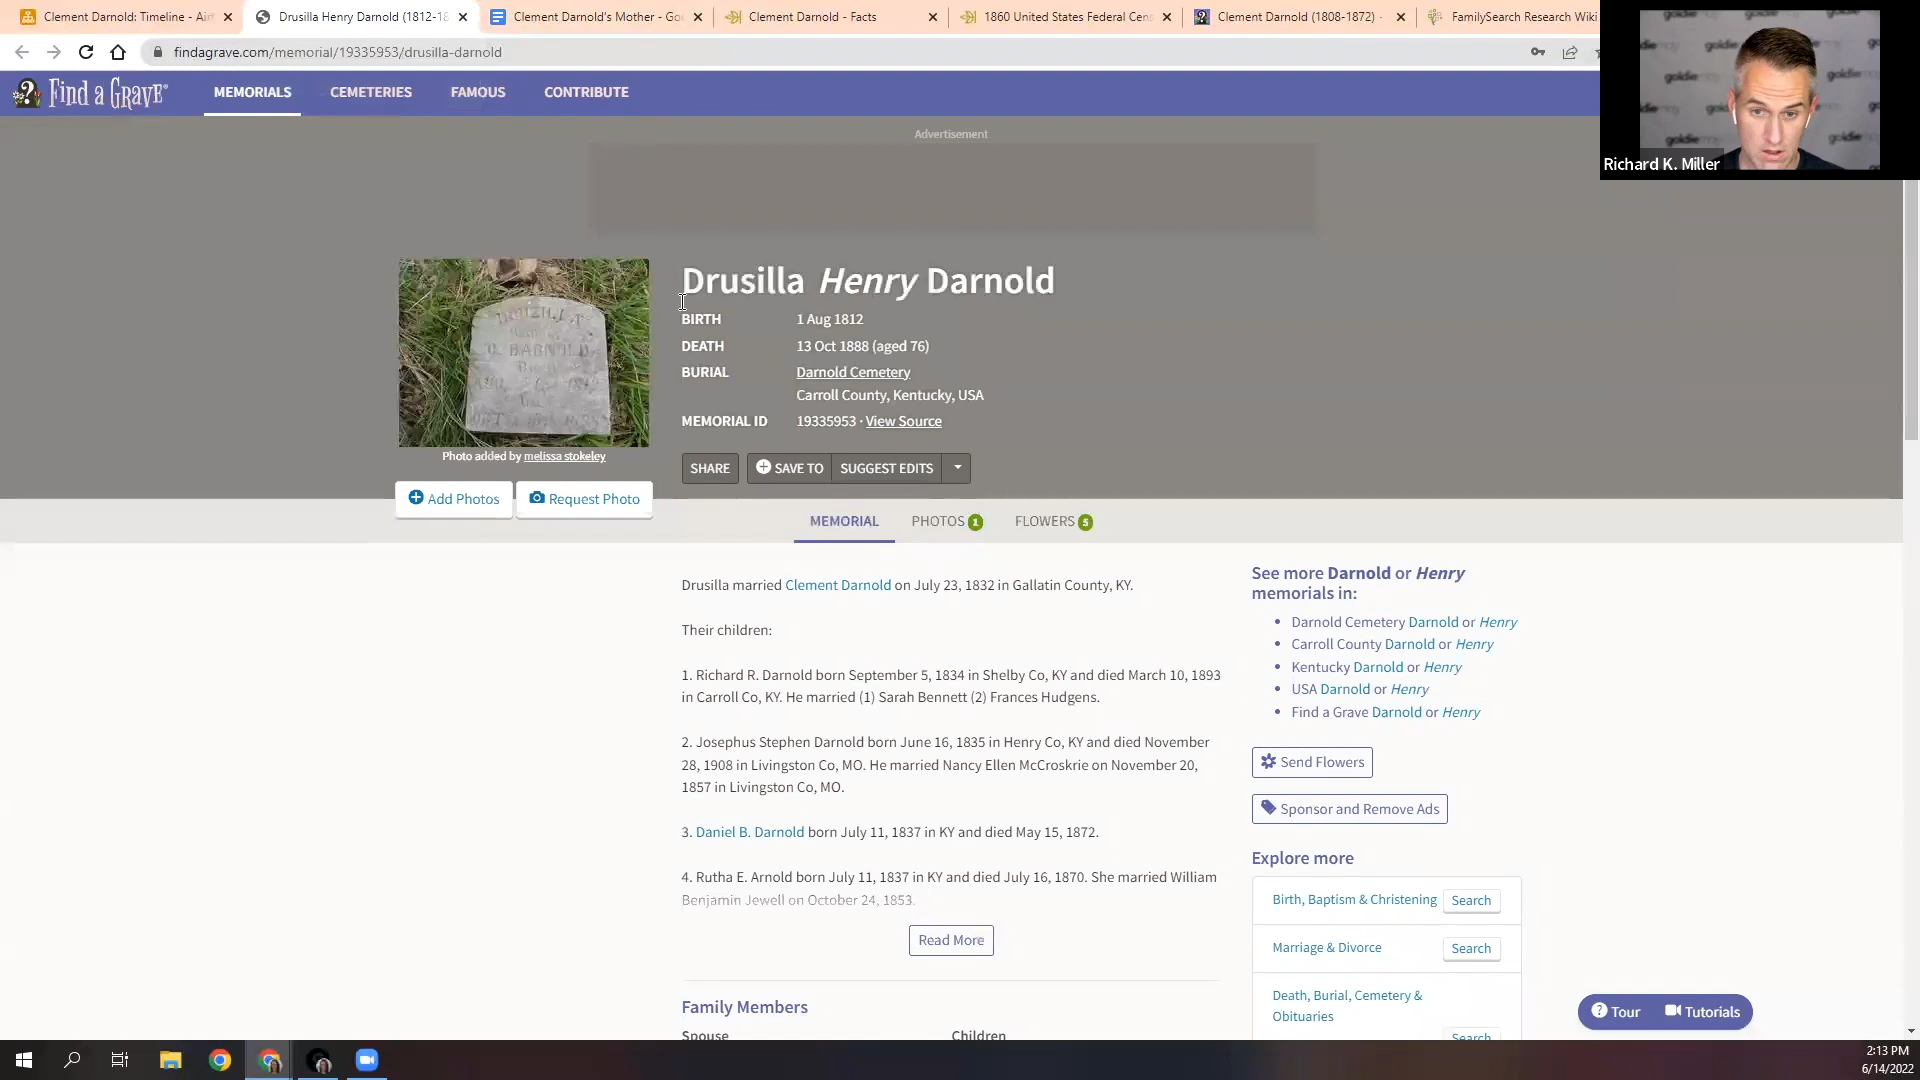 Clement Darnold: Timeline - Air
Drusilla Henry Darnold (1812-18
Clement Darnold's Mother - Go
Clement Darnold - Facts
1860 United States Federal Cens
Clement Darnold (1808-1872) -
FamilySearch Research Wiki
findagrave.com/memorial/19335953/drusilla-darnold
Find a Grave
MEMORIALS
CEMETERIES
FAMOUS
CONTRIBUTE
goldie may
Richard K. Miller
Advertisement
Drusilla Henry Darnold
BIRTH 1 Aug 1812
DEATH 13 Oct 1888 (aged 76)
BURIAL Darnold Cemetery
Carroll County, Kentucky, USA
MEMORIAL ID 19335953 · View Source
Photo added by melissa stokeley
SHARE
SAVE TO
SUGGEST EDITS
Add Photos
Request Photo
MEMORIAL
PHOTOS 1
FLOWERS 5
Drusilla married Clement Darnold on July 23, 1832 in Gallatin County, KY.
Their children:
1. Richard R. Darnold born September 5, 1834 in Shelby Co, KY and died March 10, 1893
in Carroll Co, KY. He married (1) Sarah Bennett (2) Frances Hudgens.
2. Josephus Stephen Darnold born June 16, 1835 in Henry Co, KY and died November
28, 1908 in Livingston Co, MO. He married Nancy Ellen McCroskrie on November 20,
1857 in Livingston Co, MO.
3. Daniel B. Darnold born July 11, 1837 in KY and died May 15, 1872.
4. Rutha E. Arnold born July 11, 1837 in KY and died July 16, 1870. She married William
Benjamin Jewell on October 24, 1853.
Read More
Family Members
Spouse
Children
See more Darnold or Henry
memorials in:
Darnold Cemetery Darnold or Henry
Carroll County Darnold or Henry
Kentucky Darnold or Henry
USA Darnold or Henry
Find a Grave Darnold or Henry
Send Flowers
Sponsor and Remove Ads
Explore more
Birth, Baptism & Christening
Search
Marriage & Divorce
Search
Death, Burial, Cemetery &
Obituaries
Search
Tour
Tutorials
2:13 PM
6/14/2022